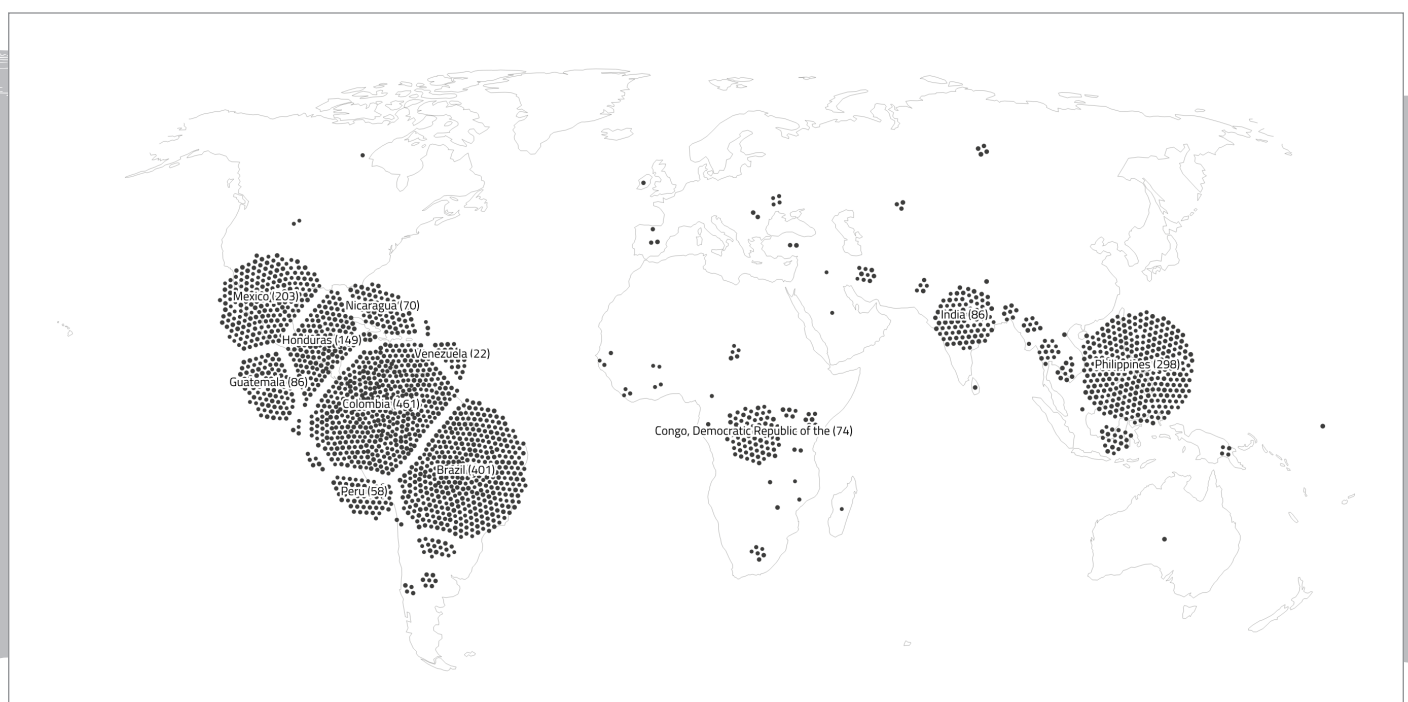 Mexico (203)
Nicaragua (70)
Honduras (149)
Venezuela (22)
Guatemala (86)
Colombia (461)
Brazil (401)
Peru (58)
India (86)
Philippines (298)
Congo, Democratic Republic of the (74)